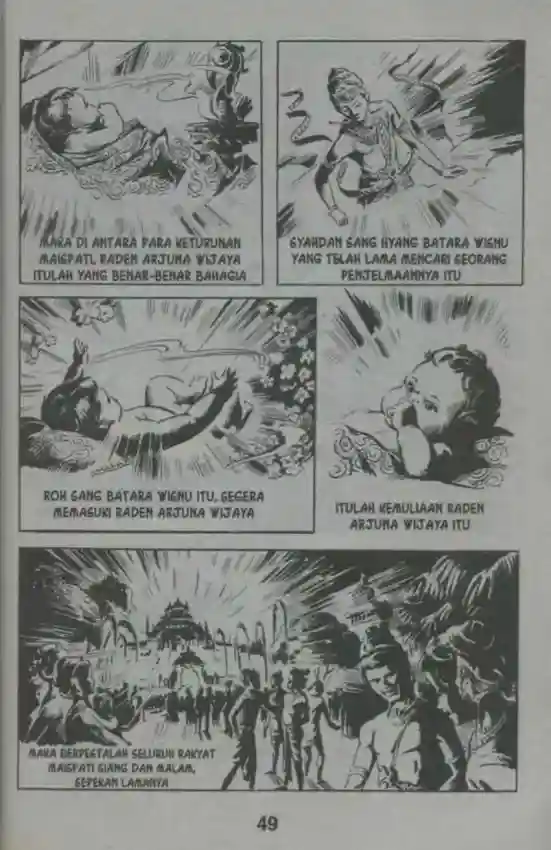 MAKA DI ANTARA PARA KETURUNAN
MAISPATI, RADEN ARJUNA WIJAYA
ITULAH YANG BENAR-BENAR BAHAGIA
SYAHDAN SANG HYANG BATARA WISNU
YANG TELAH LAMA MENCARI SEORANG
PENJELMAANNYA ITU
ROH SANG BATARA WISNU ITU, SEGERA
MEMASUKI RADEN ARJUNA WIJAYA
ITULAH KEMULIAAN RADEN
ARJUNA WIJAYA ITU
MAKA BERPESTALAH SELURUH RAKYAT
MAISPATI SIANG DAN MALAM,
SEPEKAN LAMANYA
49